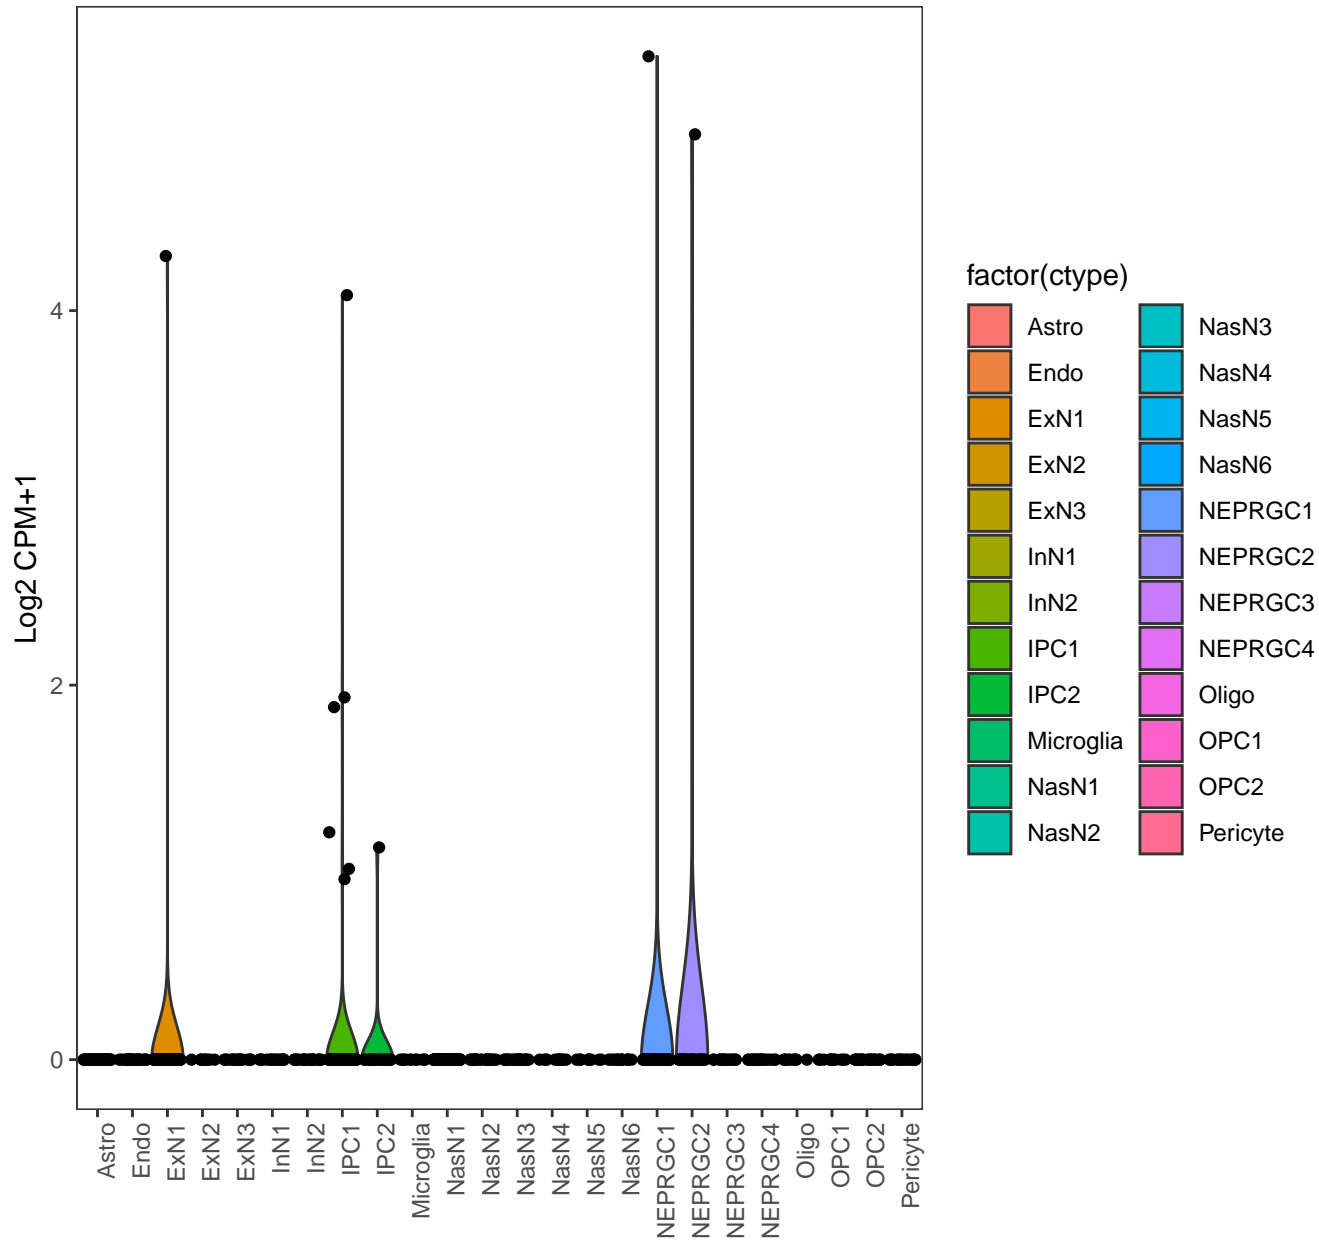 Log2 CPM+1
4
2
0
Astro
Endo
ExN1
ExN2
ExN3
InN1
InN2
IPC1
IPC2
Microglia
NasN1
NasN2
NasN3
NasN4
NasN5
NasN6
NEPRGC1
NEPRGC2
NEPRGC3
NEPRGC4
Oligo
OPC1
OPC2
Pericyte
factor(ctype)
Astro
Endo
ExN1
ExN2
ExN3
InN1
InN2
IPC1
IPC2
Microglia
NasN1
NasN2
NasN3
NasN4
NasN5
NasN6
NEPRGC1
NEPRGC2
NEPRGC3
NEPRGC4
Oligo
OPC1
OPC2
Pericyte